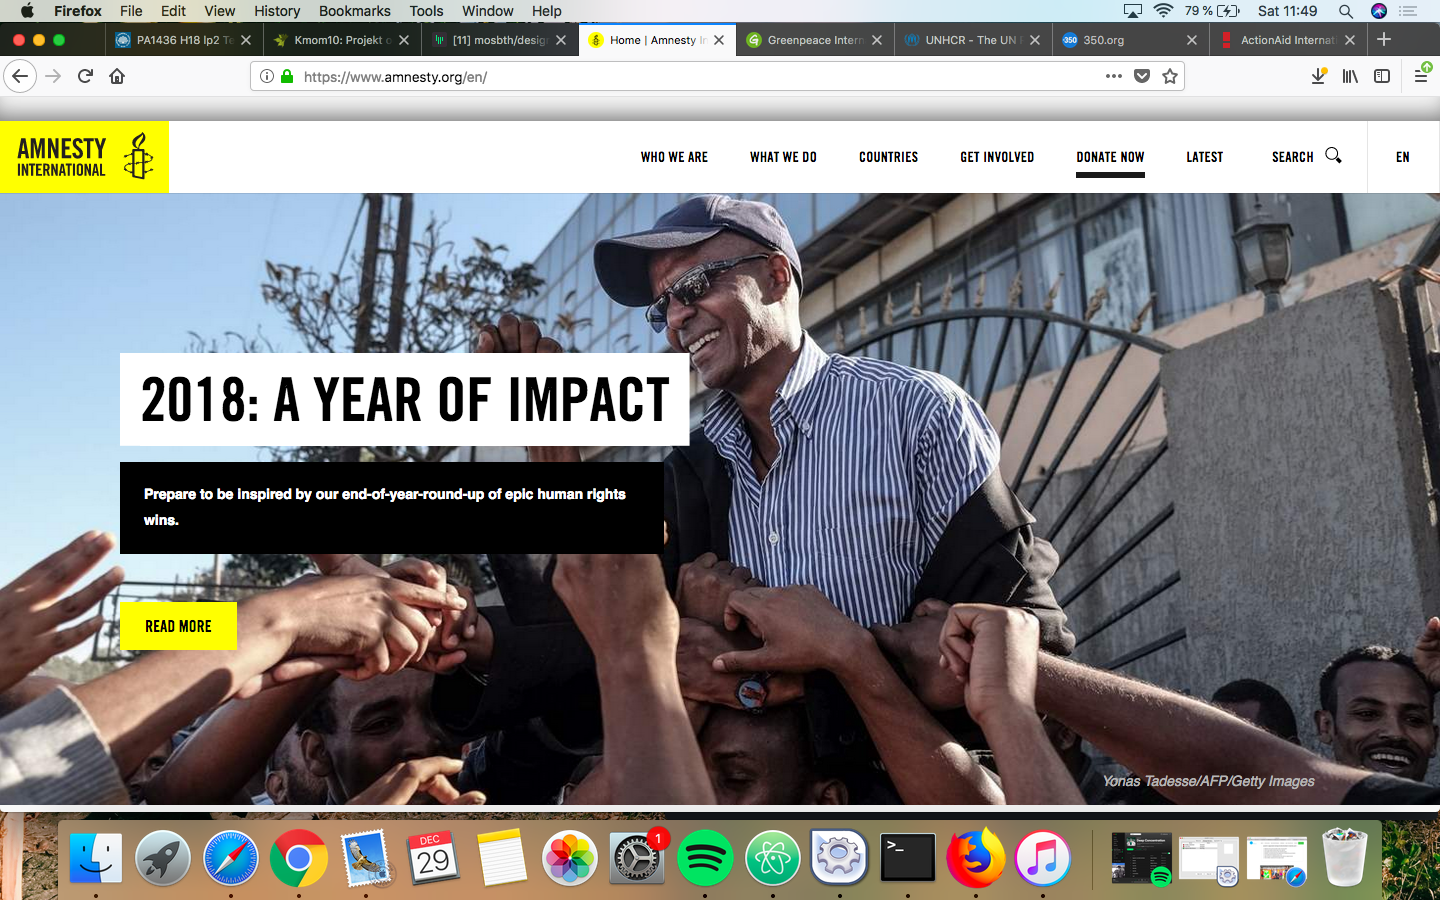 Firefox File Edit View History Bookmarks Tools Window Help 79 % Sat 11:49
PA1436 H18 lp2 Te Kmom10: Projekt o [11] mosbth/design Home | Amnesty In Greenpeace Intern UNHCR - The UN R 350 350.org ActionAid Internati
https://www.amnesty.org/en/
AMNESTY
INTERNATIONAL
WHO WE ARE WHAT WE DO COUNTRIES GET INVOLVED DONATE NOW LATEST SEARCH EN
2018: A YEAR OF IMPACT
Prepare to be inspired by our end-of-year-round-up of epic human rights
wins.
READ MORE
Yonas Tadesse/AFP/Getty Images
DEC
29
1
>_